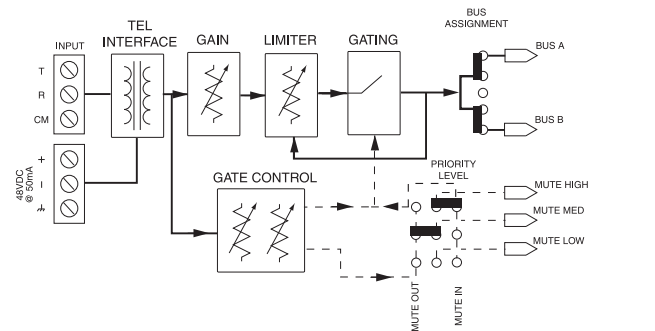 BUS
ASSIGNMENT
TEL
INTERFACE
INPUT
GAIN
LIMITER
GATING
BUS A
T
R
CM
BUS B
+
–
48VDC
@ 50mA
GATE CONTROL
PRIORITY
LEVEL
MUTE HIGH
MUTE MED
MUTE LOW
MUTE OUT
MUTE IN